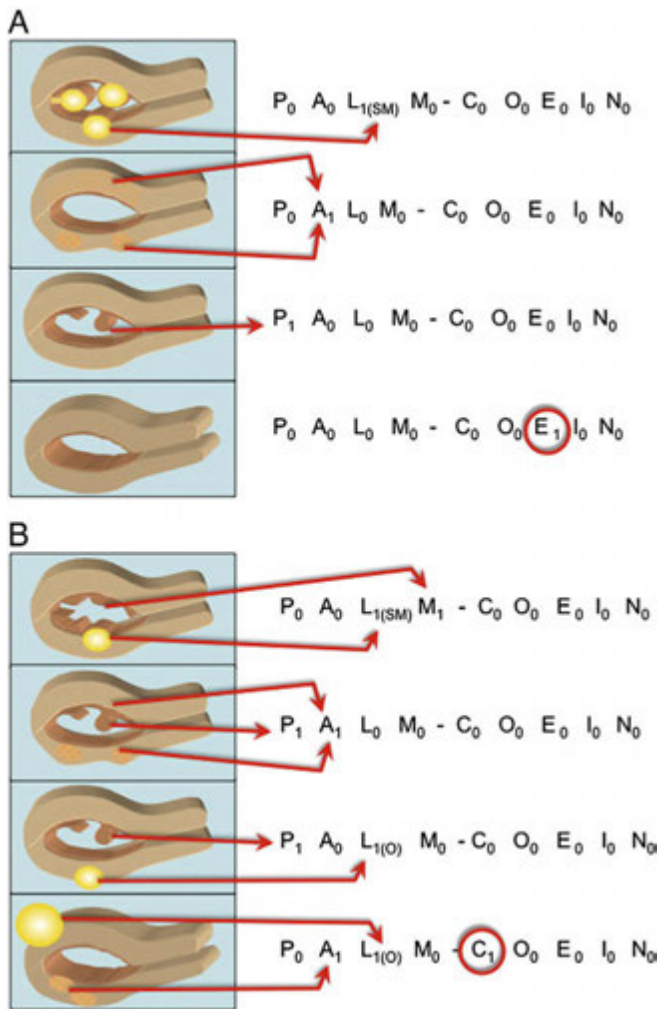 A
P₀ A₀ L₁(SM) M₀ - C₀ O₀ E₀ I₀ N₀
P₀ A₁ L₀ M₀ - C₀ O₀ E₀ I₀ N₀
P₁ A₀ L₀ M₀ - C₀ O₀ E₀ I₀ N₀
P₀ A₀ L₀ M₀ - C₀ O₀ E₁ I₀ N₀
B
P₀ A₀ L₁(SM) M₁ - C₀ O₀ E₀ I₀ N₀
P₁ A₁ L₀ M₀ - C₀ O₀ E₀ I₀ N₀
P₁ A₀ L₁(O) M₀ - C₀ O₀ E₀ I₀ N₀
P₀ A₁ L₁(O) M₀ - C₁ O₀ E₀ I₀ N₀